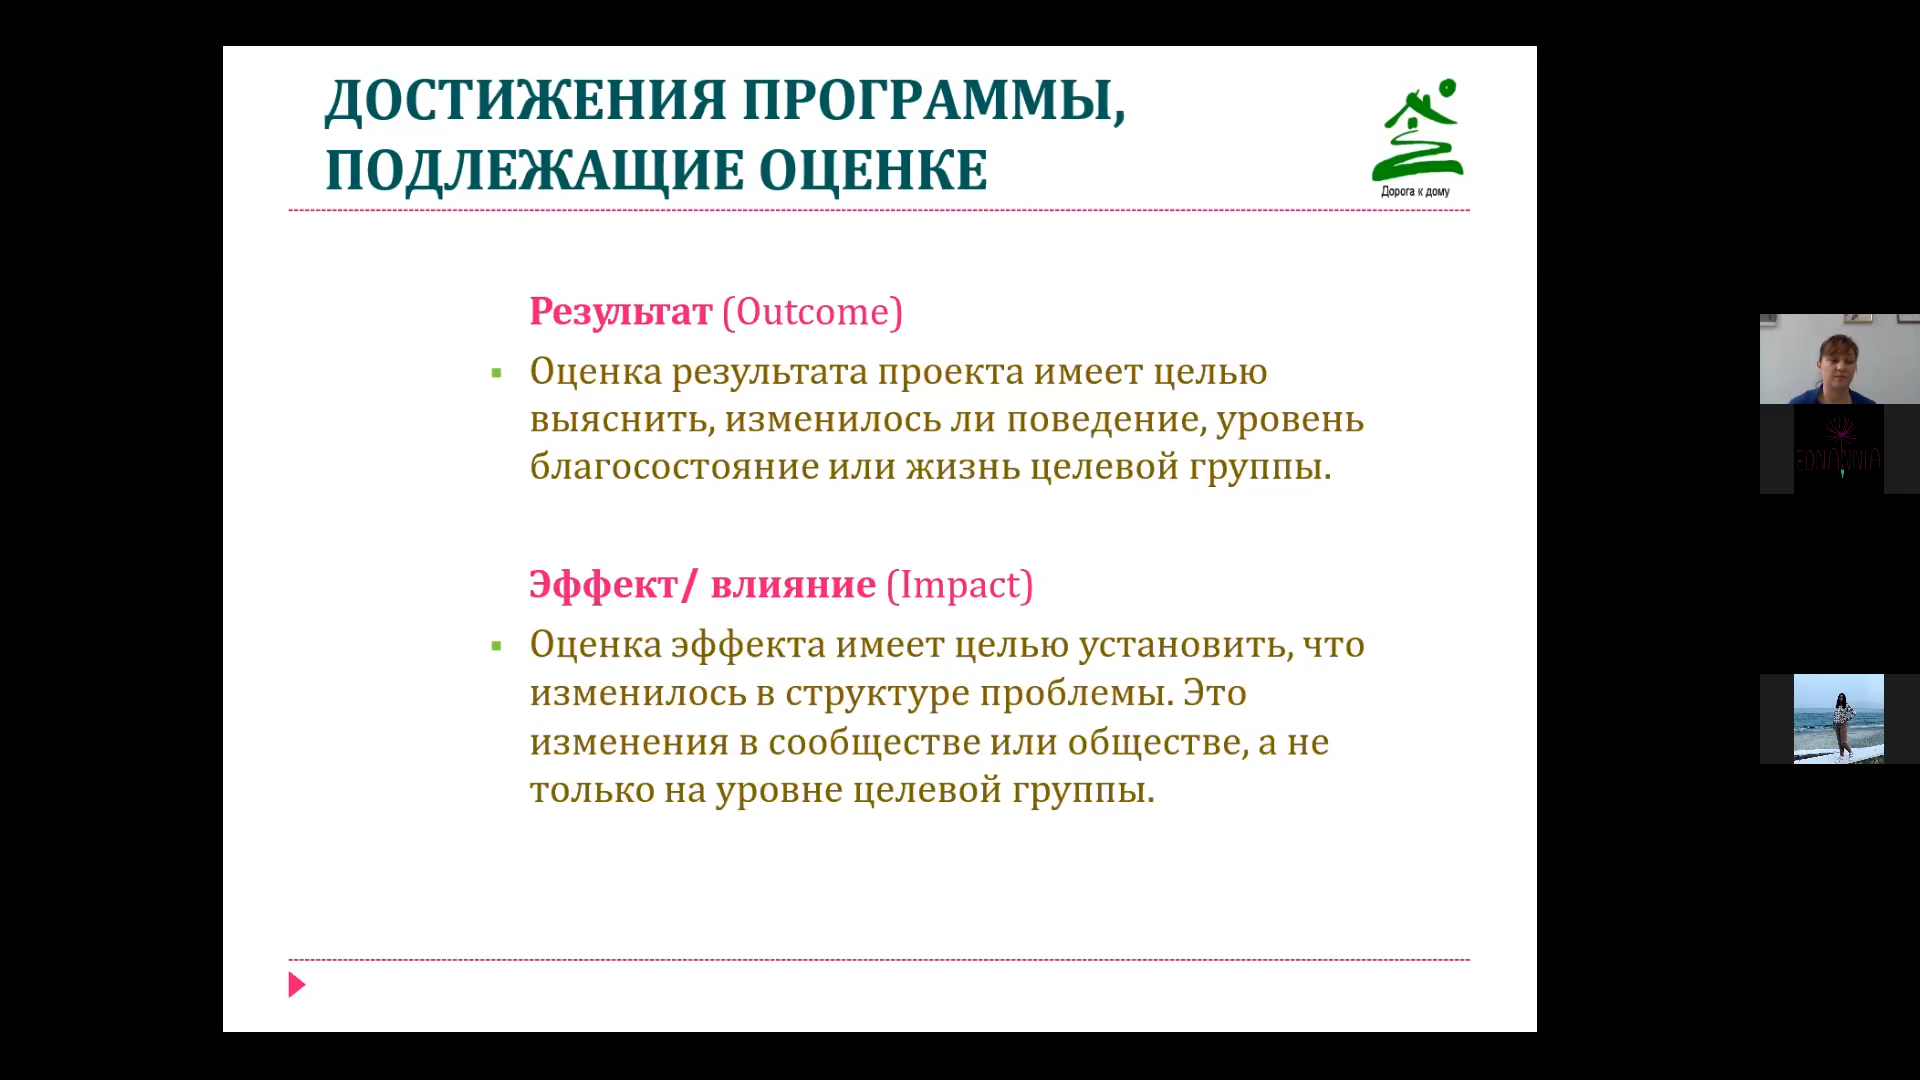 ДОСТИЖЕНИЯ ПРОГРАММЫ,
ПОДЛЕЖАЩИЕ ОЦЕНКЕ
Дорога к дому
Результат (Outcome)
Оценка результата проекта имеет целью
выяснить, изменилось ли поведение, уровень
благосостояние или жизнь целевой группы.
Эффект/ влияние (Impact)
Оценка эффекта имеет целью установить, что
изменилось в структуре проблемы. Это
изменения в сообществе или обществе, а не
только на уровне целевой группы.
EDNANNIA